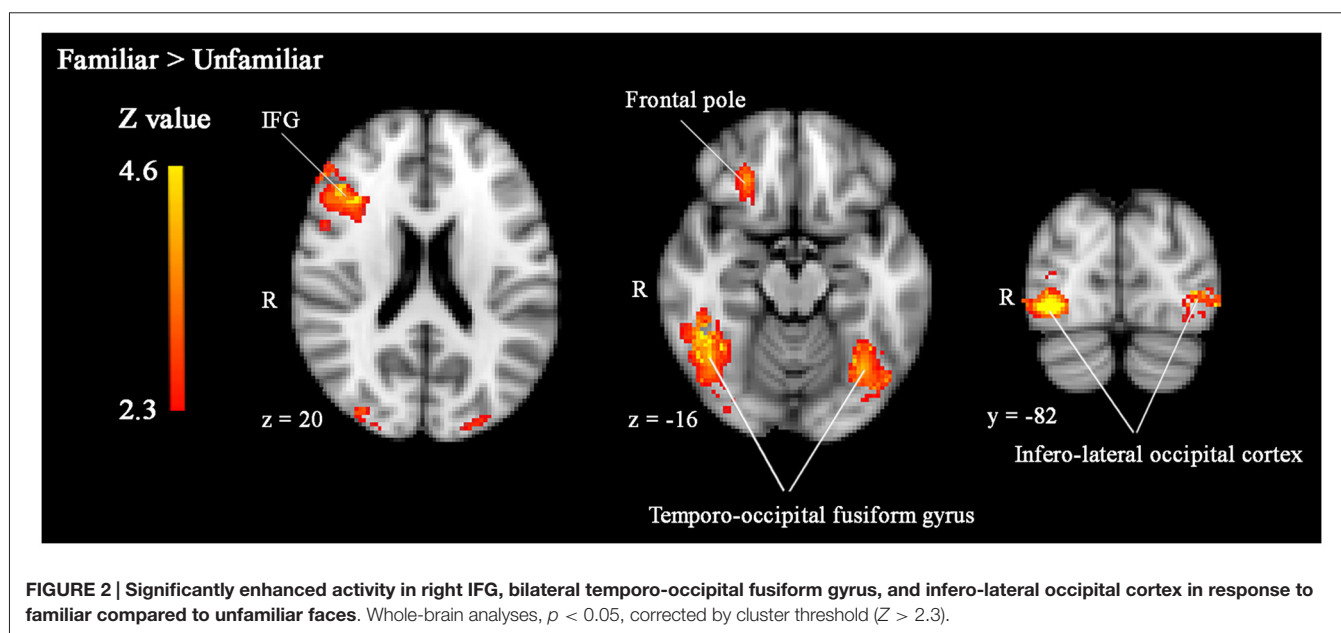 Familiar > Unfamiliar
Z value
4.6
2.3
IFG
R
z = 20
Frontal pole
R
z = -16
Temporo-occipital fusiform gyrus
R
y = -82
Infero-lateral occipital cortex
FIGURE 2 | Significantly enhanced activity in right IFG, bilateral temporo-occipital fusiform gyrus, and infero-lateral occipital cortex in response to
familiar compared to unfamiliar faces. Whole-brain analyses, p < 0.05, corrected by cluster threshold (Z > 2.3).